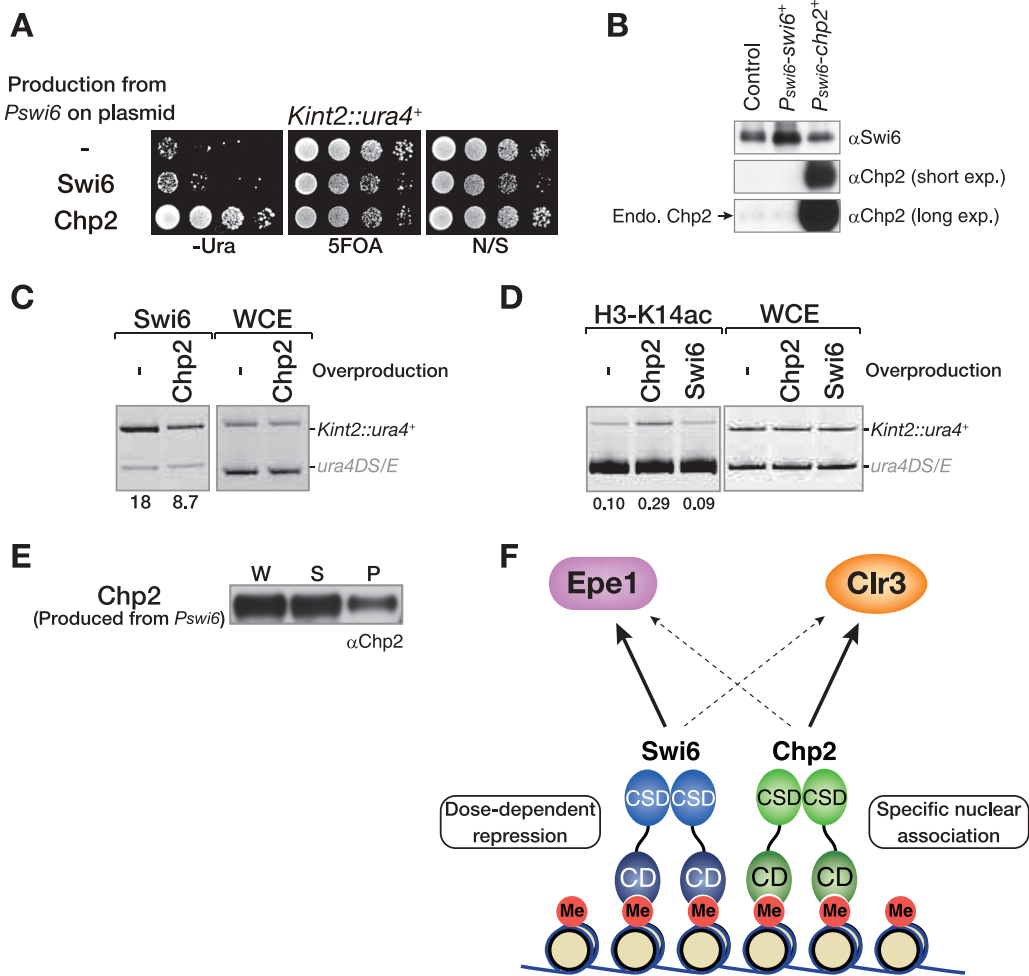 A
Production from
Pswi6 on plasmid
Kint2::ura4+
-
Swi6
Chp2
-Ura
5FOA
N/S
B
Control
Pswi6-swi6+
Pswi6-chp2+
αSwi6
αChp2 (short exp.)
Endo. Chp2
αChp2 (long exp.)
C
Swi6
WCE
-
Chp2
-
Chp2
Overproduction
Kint2::ura4+
ura4DS/E
18
8.7
D
H3-K14ac
WCE
-
Chp2
Swi6
-
Chp2
Swi6
Overproduction
Kint2::ura4+
ura4DS/E
0.10
0.29
0.09
E
W
S
P
Chp2
(Produced from Pswi6)
αChp2
F
Epe1
Clr3
Swi6
Chp2
CSD
CSD
CSD
CSD
Dose-dependent
repression
Specific nuclear
association
CD
CD
CD
CD
Me
Me
Me
Me
Me
Me